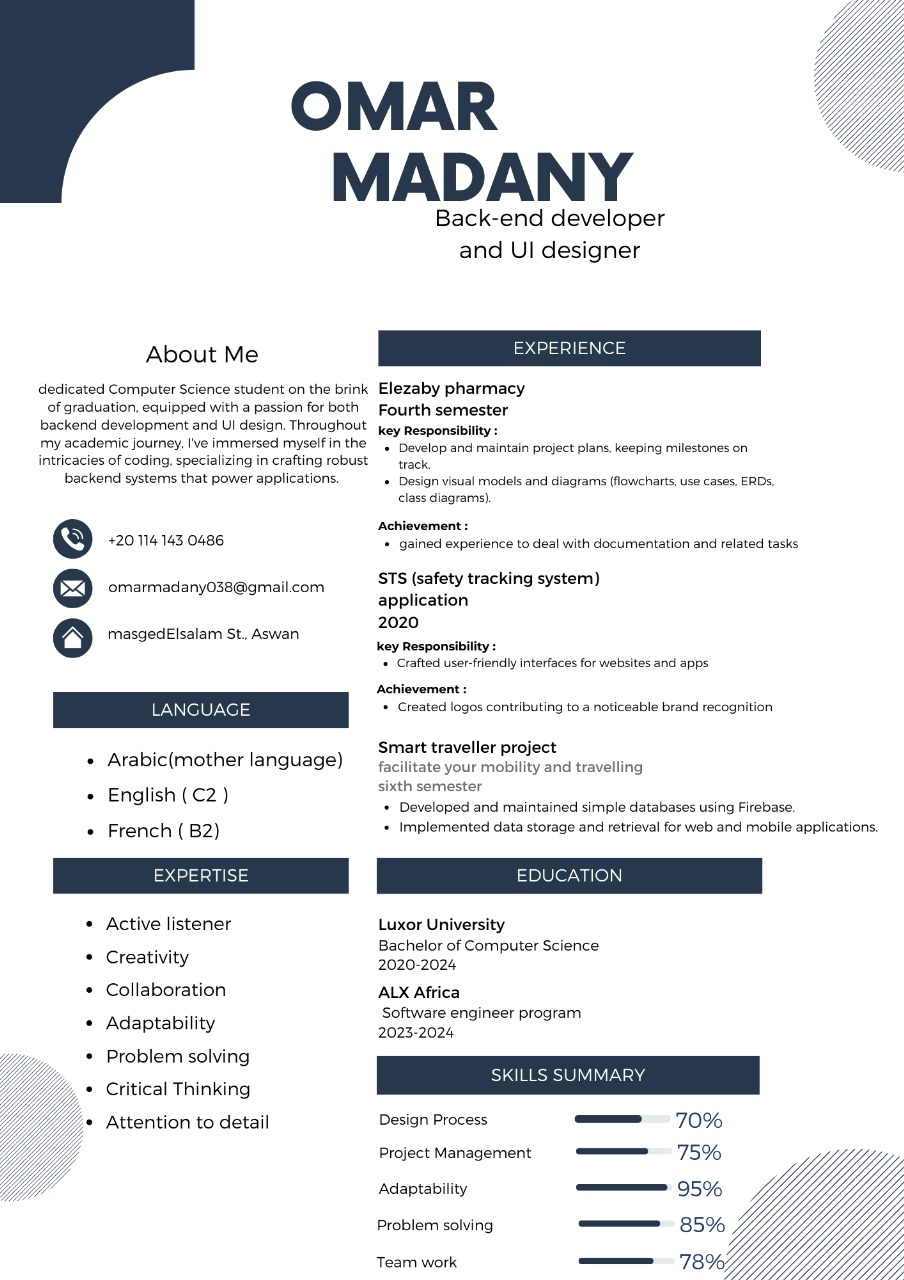 OMAR
MADANY
Back-end developer
and UI designer
About Me
dedicated Computer Science student on the brink
of graduation, equipped with a passion for both
backend development and UI design. Throughout
my academic journey, I've immersed myself in the
intricacies of coding, specializing in crafting robust
backend systems that power applications.
+20 114 143 0486
omarmadany038@gmail.com
masgedElsalam St., Aswan
LANGUAGE
• Arabic(mother language)
• English ( C2 )
• French ( B2)
EXPERTISE
• Active listener
• Creativity
• Collaboration
• Adaptability
• Problem solving
• Critical Thinking
• Attention to detail
EXPERIENCE
Elezaby pharmacy
Fourth semester
key Responsibility :
• Develop and maintain project plans, keeping milestones on
track.
• Design visual models and diagrams (flowcharts, use cases, ERDs,
class diagrams).
Achievement :
• gained experience to deal with documentation and related tasks
STS (safety tracking system)
application
2020
key Responsibility :
• Crafted user-friendly interfaces for websites and apps
Achievement :
• Created logos contributing to a noticeable brand recognition
Smart traveller project
facilitate your mobility and travelling
sixth semester
• Developed and maintained simple databases using Firebase.
• Implemented data storage and retrieval for web and mobile applications.
EDUCATION
Luxor University
Bachelor of Computer Science
2020-2024
ALX Africa
Software engineer program
2023-2024
SKILLS SUMMARY
Design Process 70%
Project Management 75%
Adaptability 95%
Problem solving 85%
Team work 78%